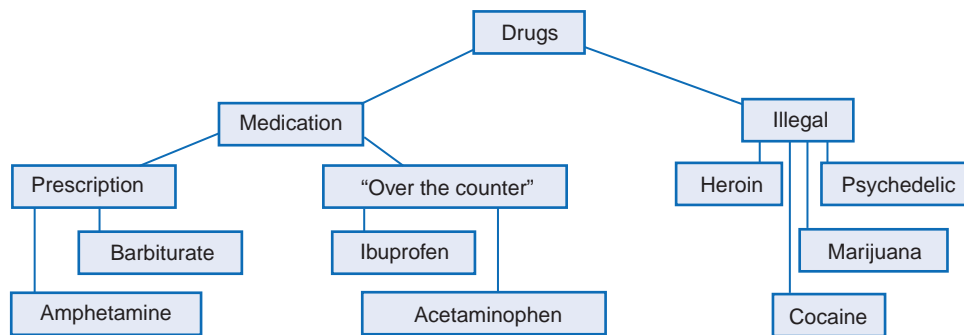 Drugs
Medication
Illegal
Prescription
“Over the counter”
Heroin
Psychedelic
Barbiturate
Ibuprofen
Marijuana
Amphetamine
Acetaminophen
Cocaine